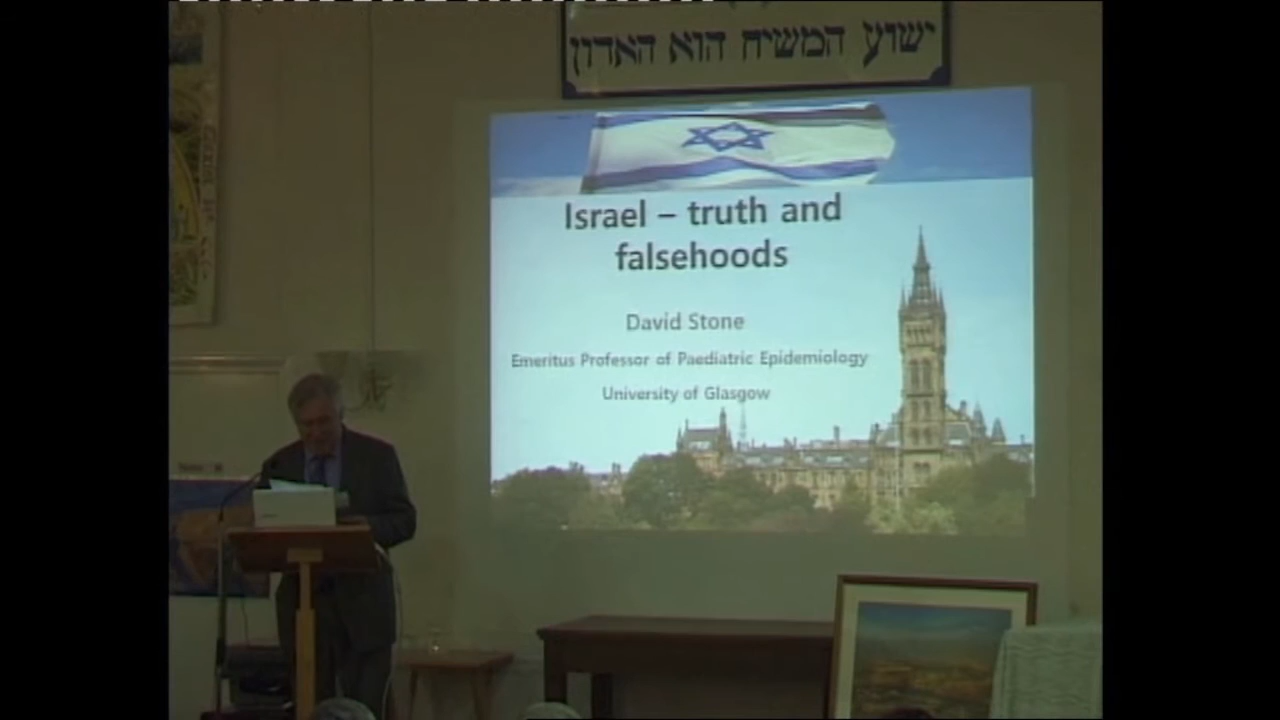 ישוע המשיח הוא האדון
Israel – truth and
falsehoods
David Stone
Emeritus Professor of Paediatric Epidemiology
University of Glasgow